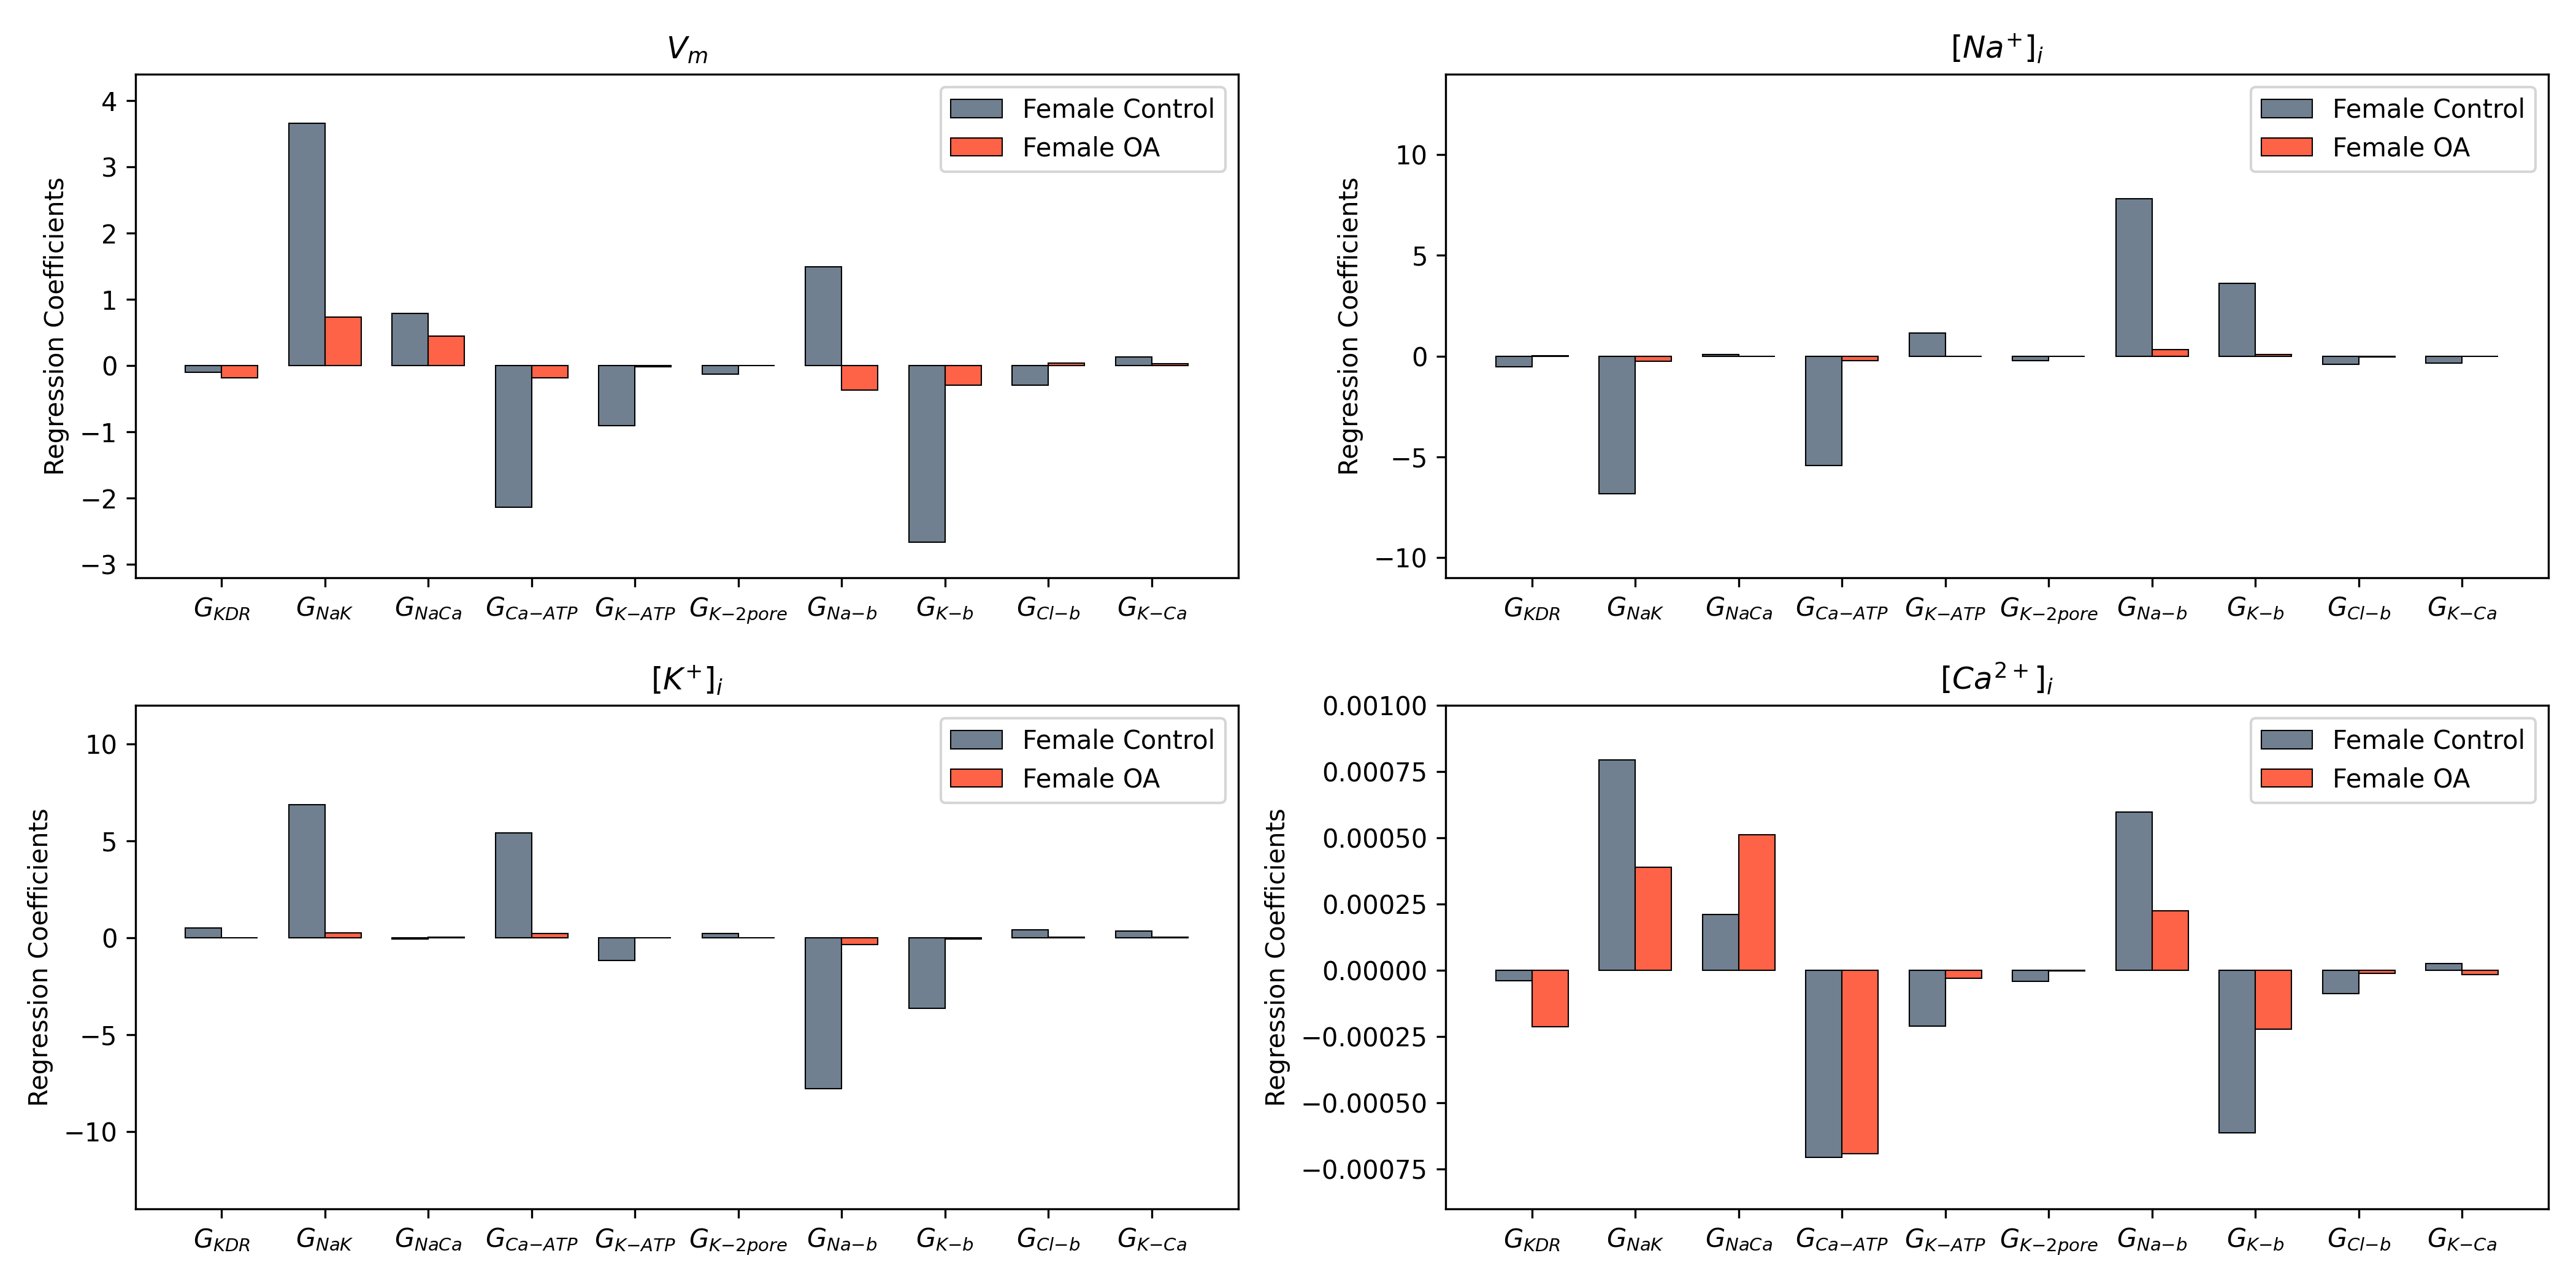 V_m
Regression Coefficients
4
3
2
1
0
−1
−2
−3
Female Control
Female OA
G_KDR G_NaK G_NaCa G_Ca−ATP G_K−ATP G_K−2pore G_Na−b G_K−b G_Cl−b G_K−Ca
[Na⁺]_i
Regression Coefficients
10
5
0
−5
−10
Female Control
Female OA
G_KDR G_NaK G_NaCa G_Ca−ATP G_K−ATP G_K−2pore G_Na−b G_K−b G_Cl−b G_K−Ca
[K⁺]_i
Regression Coefficients
10
5
0
−5
−10
Female Control
Female OA
G_KDR G_NaK G_NaCa G_Ca−ATP G_K−ATP G_K−2pore G_Na−b G_K−b G_Cl−b G_K−Ca
[Ca²⁺]_i
Regression Coefficients
0.00100
0.00075
0.00050
0.00025
0.00000
−0.00025
−0.00050
−0.00075
Female Control
Female OA
G_KDR G_NaK G_NaCa G_Ca−ATP G_K−ATP G_K−2pore G_Na−b G_K−b G_Cl−b G_K−Ca